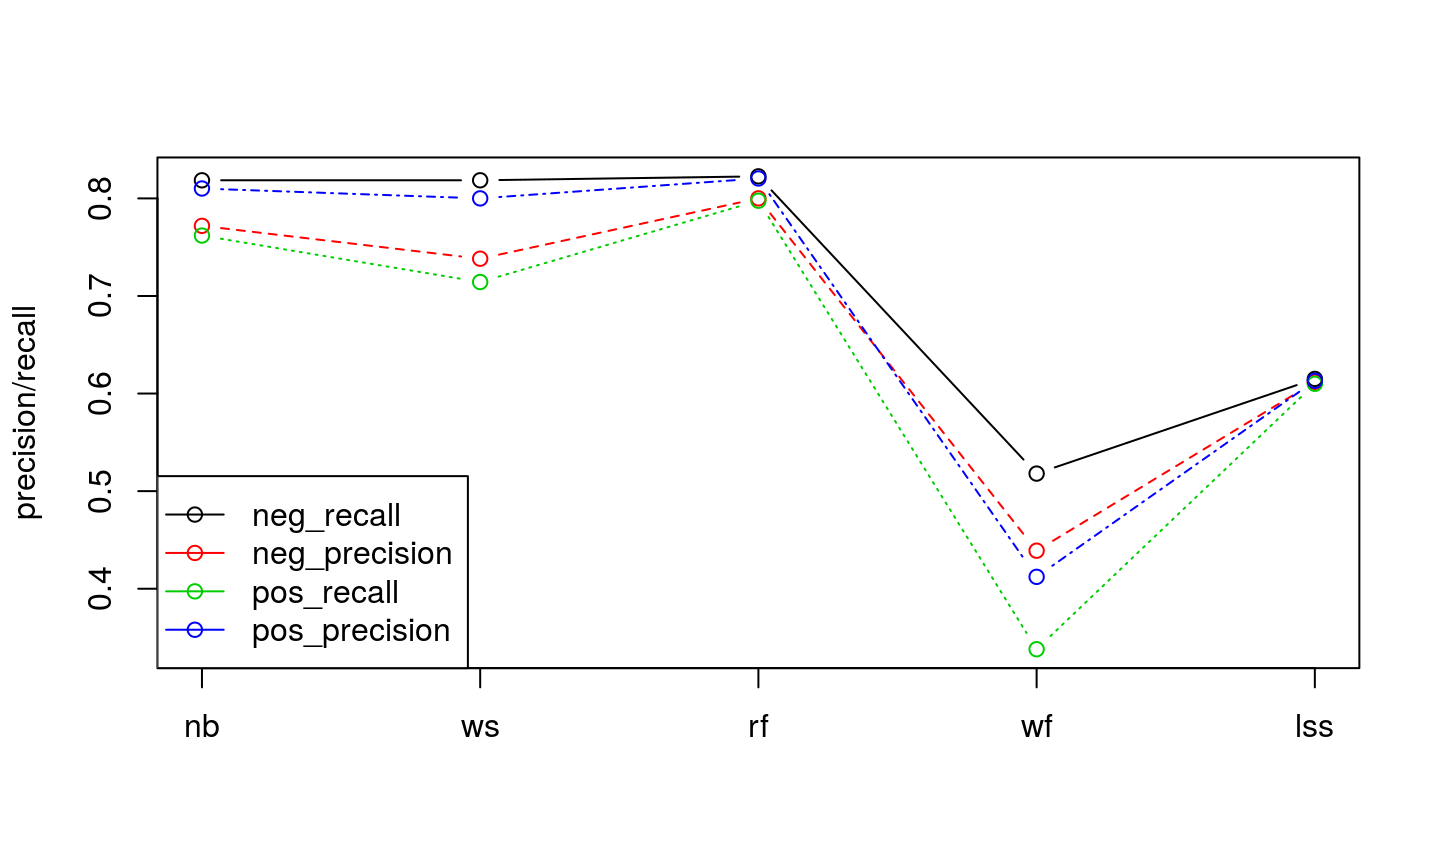 precision/recall
0.8
0.7
0.6
0.5
0.4
neg_recall
neg_precision
pos_recall
pos_precision
nb ws rf wf lss